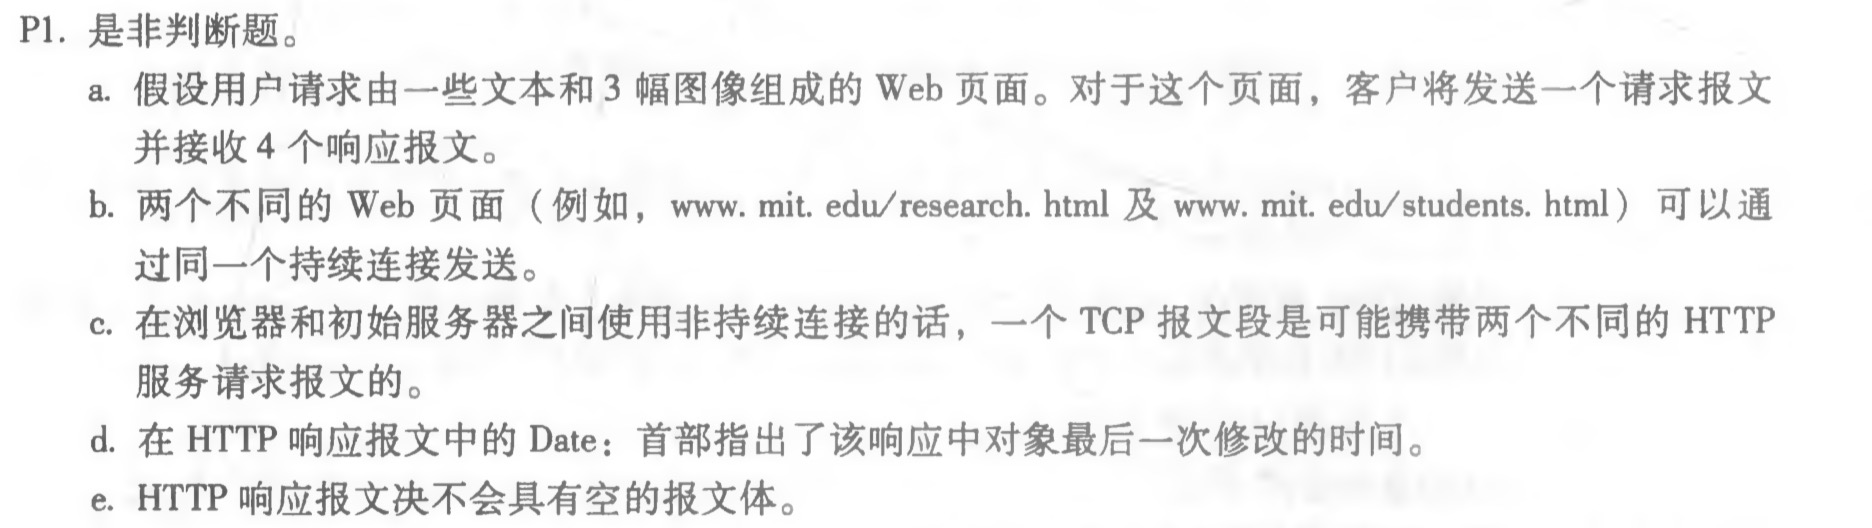 P1. 是非判断题。
a. 假设用户请求由一些文本和 3 幅图像组成的 Web 页面。对于这个页面，客户将发送一个请求报文
并接收 4 个响应报文。
b. 两个不同的 Web 页面（例如，www. mit. edu/research. html 及 www. mit. edu/students. html）可以通
过同一个持续连接发送。
c. 在浏览器和初始服务器之间使用非持续连接的话，一个 TCP 报文段是可能携带两个不同的 HTTP
服务请求报文的。
d. 在 HTTP 响应报文中的 Date：首部指出了该响应中对象最后一次修改的时间。
e. HTTP 响应报文决不会具有空的报文体。